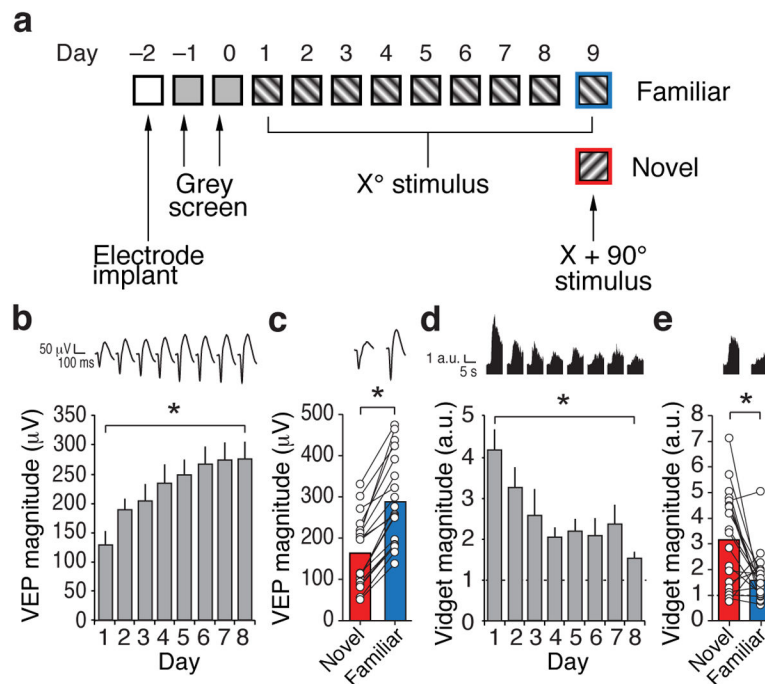 a
Day –2 –1 0 1 2 3 4 5 6 7 8 9
Familiar
Novel
Grey
screen
X° stimulus
Electrode
implant
X + 90°
stimulus
b
50 μV
100 ms
*
VEP magnitude (μV)
350
300
250
200
150
100
50
0
1 2 3 4 5 6 7 8
Day
c
*
VEP magnitude (μV)
500
400
300
200
100
0
Novel
Familiar
d
1 a.u.
5 s
*
Vidget magnitude (a.u.)
5
4
3
2
1
0
1 2 3 4 5 6 7 8
Day
e
*
Vidget magnitude (a.u.)
8
7
6
5
4
3
2
1
0
Novel
Familiar